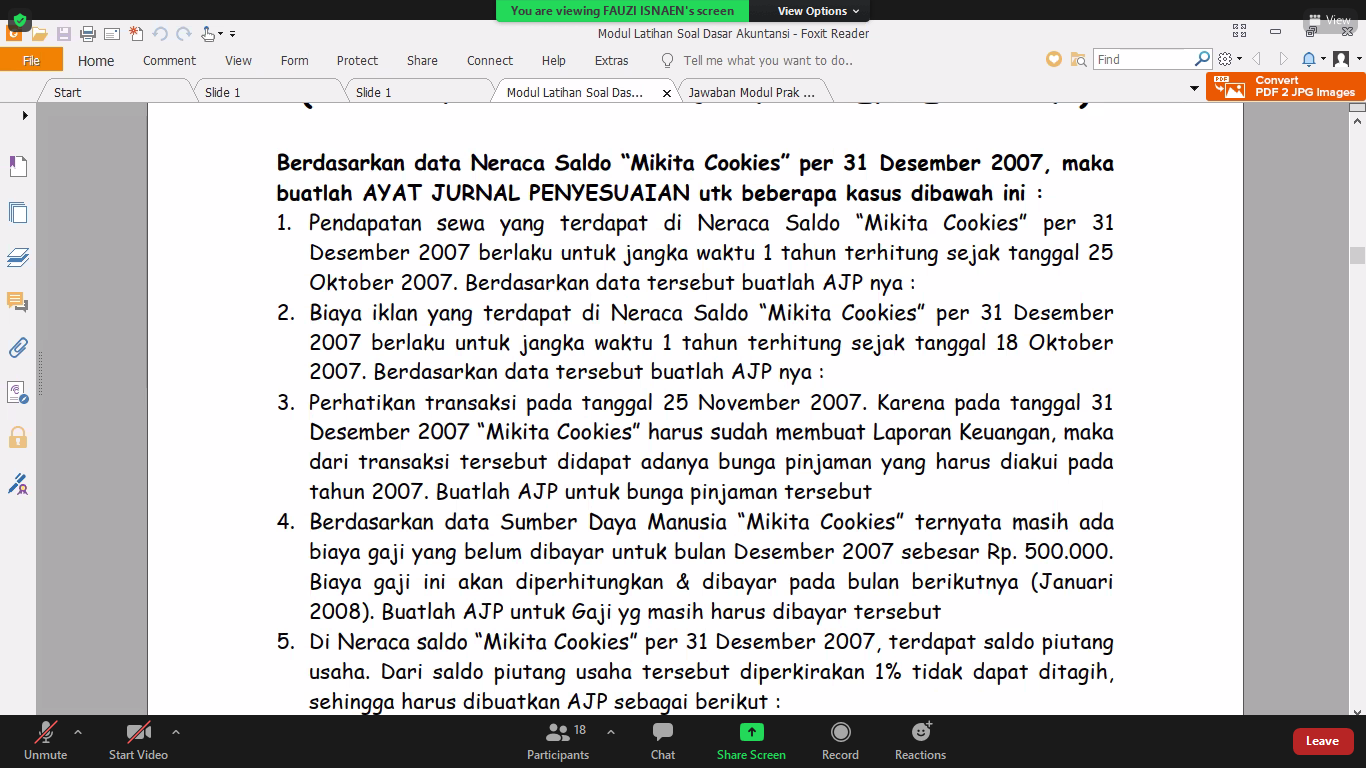 You are viewing FAUZI ISNAEN's screen
View Options
View
Modul Latihan Soal Dasar Akuntansi - Foxit Reader
File
Home
Comment
View
Form
Protect
Share
Connect
Help
Extras
Tell me what you want to do..
Find
Start
Slide 1
Slide 1
Modul Latihan Soal Das...
Jawaban Modul Prak ...
Convert
PDF 2 JPG Images
Berdasarkan data Neraca Saldo “Mikita Cookies” per 31 Desember 2007, maka
buatlah AYAT JURNAL PENYESUAIAN utk beberapa kasus dibawah ini :
1. Pendapatan sewa yang terdapat di Neraca Saldo “Mikita Cookies” per 31
Desember 2007 berlaku untuk jangka waktu 1 tahun terhitung sejak tanggal 25
Oktober 2007. Berdasarkan data tersebut buatlah AJP nya :
2. Biaya iklan yang terdapat di Neraca Saldo “Mikita Cookies” per 31 Desember
2007 berlaku untuk jangka waktu 1 tahun terhitung sejak tanggal 18 Oktober
2007. Berdasarkan data tersebut buatlah AJP nya :
3. Perhatikan transaksi pada tanggal 25 November 2007. Karena pada tanggal 31
Desember 2007 “Mikita Cookies” harus sudah membuat Laporan Keuangan, maka
dari transaksi tersebut didapat adanya bunga pinjaman yang harus diakui pada
tahun 2007. Buatlah AJP untuk bunga pinjaman tersebut
4. Berdasarkan data Sumber Daya Manusia “Mikita Cookies” ternyata masih ada
biaya gaji yang belum dibayar untuk bulan Desember 2007 sebesar Rp. 500.000.
Biaya gaji ini akan diperhitungkan & dibayar pada bulan berikutnya (Januari
2008). Buatlah AJP untuk Gaji yg masih harus dibayar tersebut
5. Di Neraca saldo “Mikita Cookies” per 31 Desember 2007, terdapat saldo piutang
usaha. Dari saldo piutang usaha tersebut diperkirakan 1% tidak dapat ditagih,
sehingga harus dibuatkan AJP sebagai berikut :
Unmute
Start Video
18
Participants
Chat
Share Screen
Record
Reactions
Leave